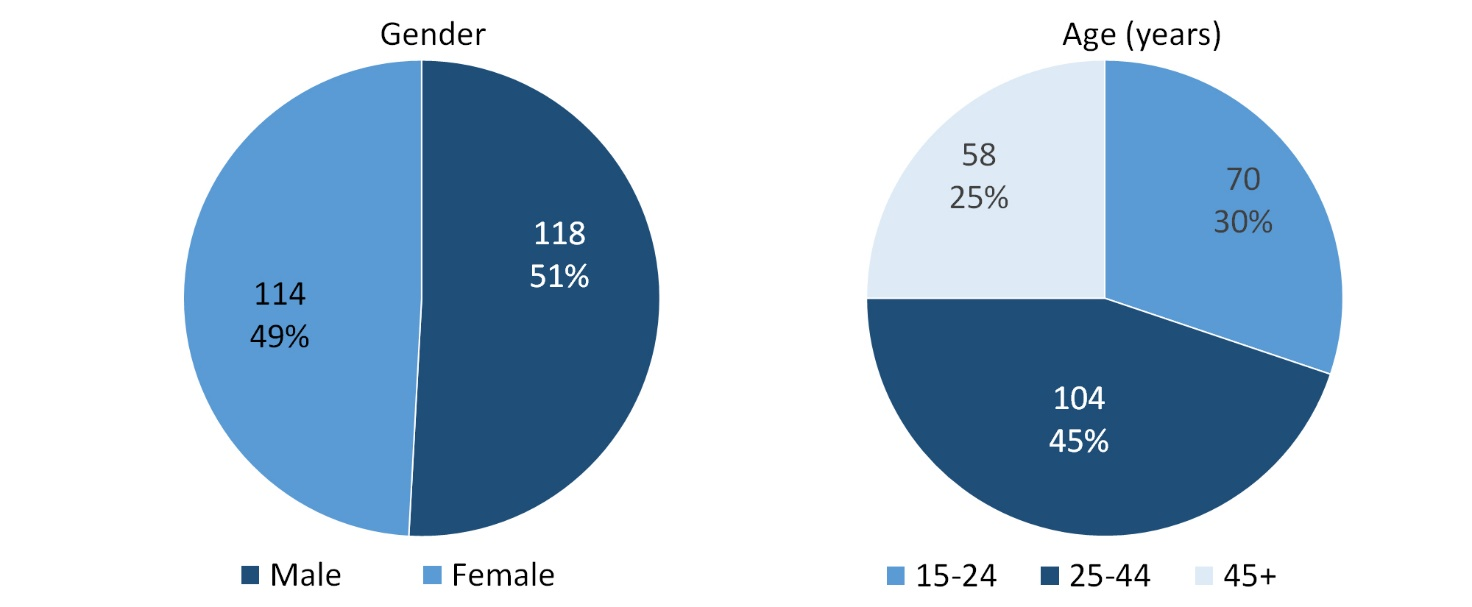 Gender
118
51%
114
49%
Male Female
Age (years)
58
25%
70
30%
104
45%
15-24 25-44 45+